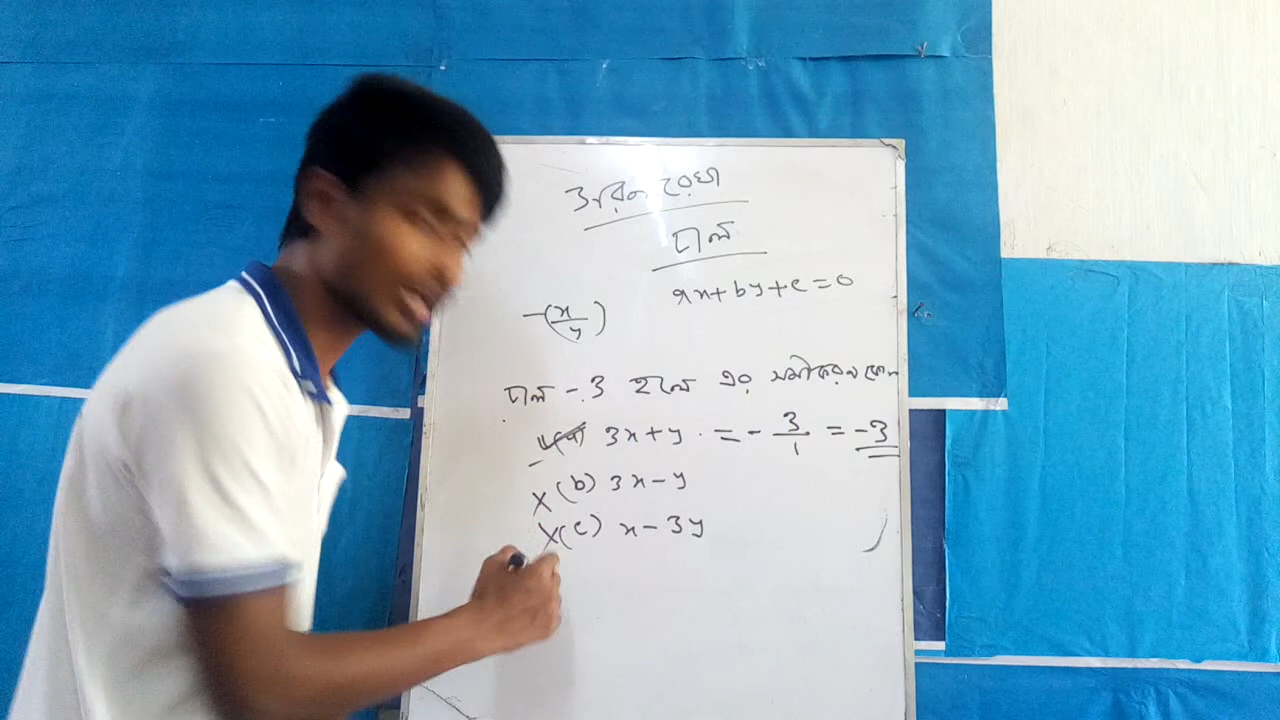 সরল রেখা
ঢাল
ax+by+c=0
-(x/y)
ঢাল -3 হলে এর সমীকরণ কোন
(a) 3x+y = - 3/1 = -3
x (b) 3x-y
x (c) x-3y